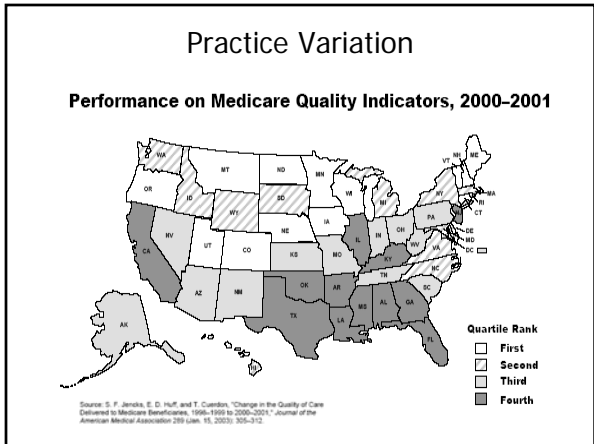 Practice Variation
Performance on Medicare Quality Indicators, 2000–2001
WA
MT
ND
MN
VT
NH
ME
OR
ID
WY
SD
WI
MI
NY
MA
RI
CT
NV
UT
CO
NE
IA
IL
IN
OH
PA
DE
MD
DC
CA
KS
MO
KY
WV
VA
AZ
NM
OK
AR
TN
NC
SC
TX
LA
MS
AL
GA
FL
AK
HI
Quartile Rank
First
Second
Third
Fourth
Source: S. F. Jencks, E. D. Huff, and T. Cuerdon, "Change in the Quality of Care
Delivered to Medicare Beneficiaries, 1998–1999 to 2000–2001," Journal of the
American Medical Association 289 (Jan. 15, 2003): 305–312.